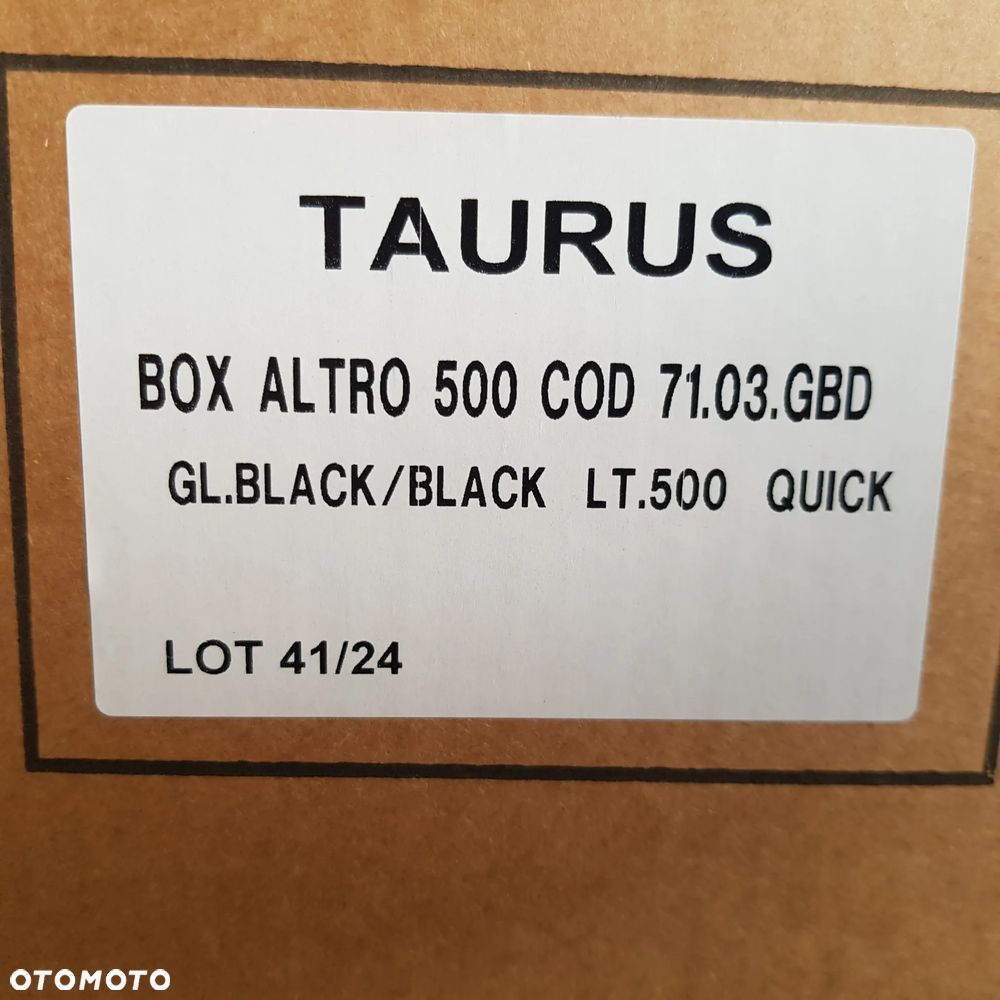 TAURUS
BOX ALTRO 500 COD 71.03.GBD
GL.BLACK/BLACK LT.500 QUICK
LOT 41/24
OTOMOTO